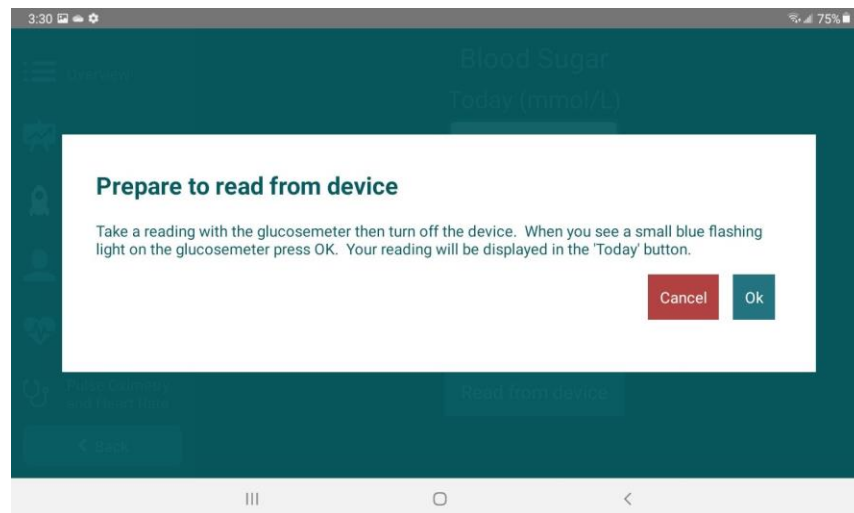 3:30
75%
Overview
Blood Sugar
Today (mmol/L)
Prepare to read from device
Take a reading with the glucosemeter then turn off the device. When you see a small blue flashing
light on the glucosemeter press OK. Your reading will be displayed in the 'Today' button.
Cancel
Ok
Pulse Oximetry
and Heart Rate
Read from device
Back